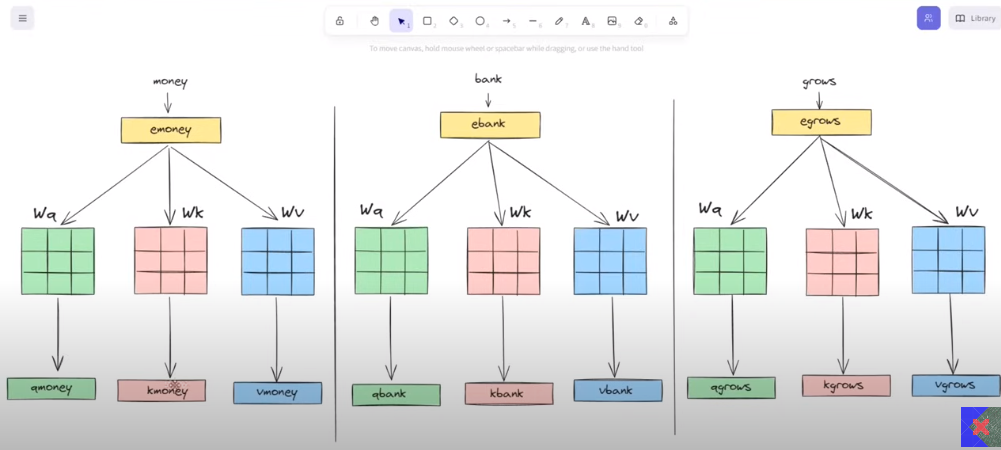 Library
To move canvas, hold mouse wheel or spacebar while dragging, or use the hand tool
money
bank
grows
emoney
ebank
egrows
Wq
Wk
Wv
Wq
Wk
Wv
Wq
Wk
Wv
qmoney
kmoney
vmoney
qbank
kbank
vbank
qgrows
kgrows
vgrows